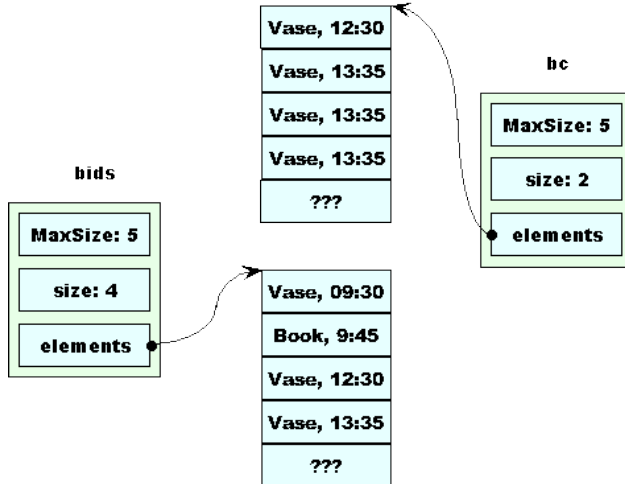 Vase, 12:30
Vase, 13:35
Vase, 13:35
Vase, 13:35
???
bc
MaxSize: 5
size: 2
elements
bids
MaxSize: 5
size: 4
elements
Vase, 09:30
Book, 9:45
Vase, 12:30
Vase, 13:35
???